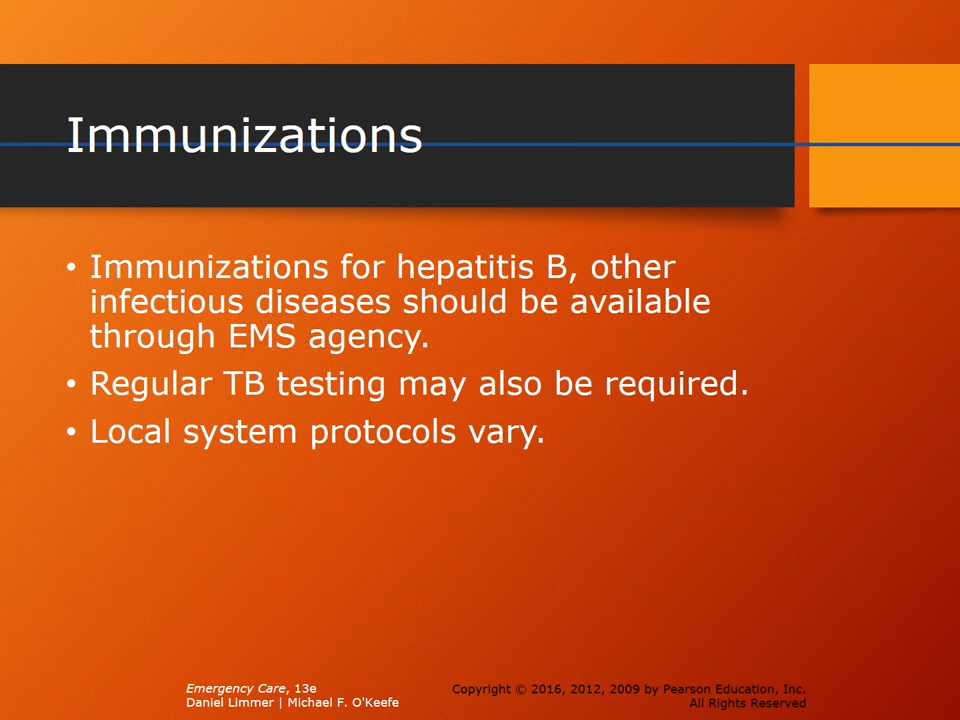 Immunizations
• Immunizations for hepatitis B, other
infectious diseases should be available
through EMS agency.
• Regular TB testing may also be required.
• Local system protocols vary.
Emergency Care, 13e
Daniel Limmer | Michael F. O'Keefe
Copyright © 2016, 2012, 2009 by Pearson Education, Inc.
All Rights Reserved